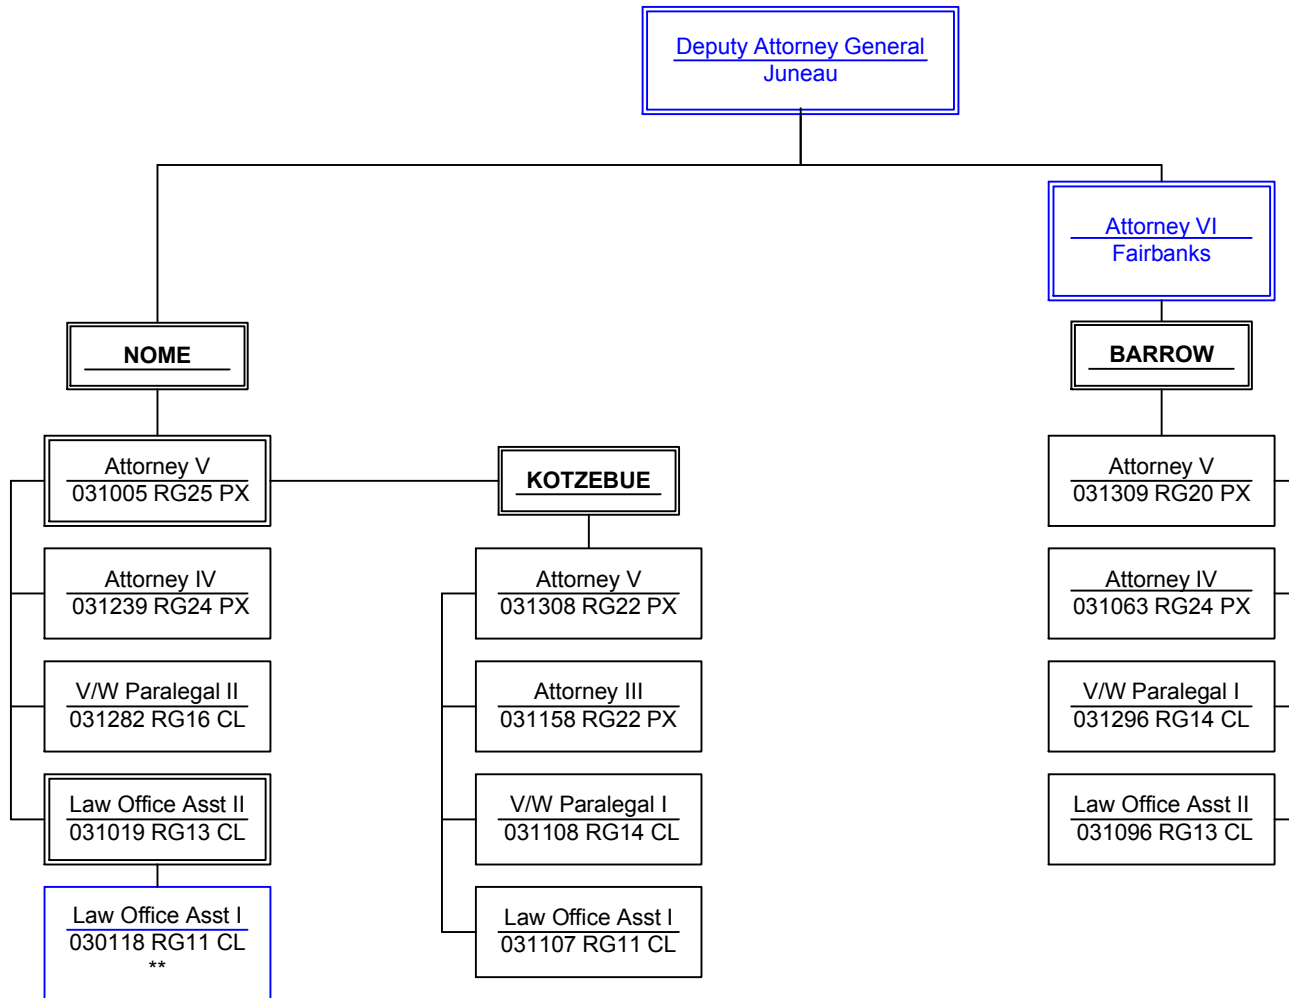 Deputy Attorney General
Juneau
Attorney VI
Fairbanks
NOME
BARROW
KOTZEBUE
Attorney V
031005 RG25 PX
Attorney IV
031239 RG24 PX
V/W Paralegal II
031282 RG16 CL
Law Office Asst II
031019 RG13 CL
Law Office Asst I
030118 RG11 CL
**
Attorney V
031308 RG22 PX
Attorney III
031158 RG22 PX
V/W Paralegal I
031108 RG14 CL
Law Office Asst I
031107 RG11 CL
Attorney V
031309 RG20 PX
Attorney IV
031063 RG24 PX
V/W Paralegal I
031296 RG14 CL
Law Office Asst II
031096 RG13 CL